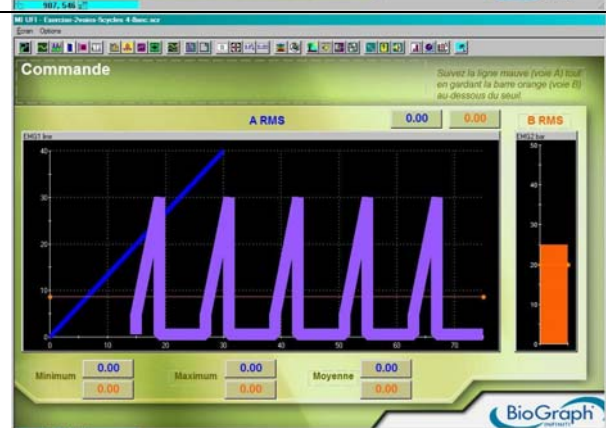 907,546
MI UFI - Exercise-2voies-5cycles 4-8sec.scr
Ecran Options
Commande
Suivez la ligne mauve (voie A) tout
en gardant la barre orange (voie B)
au-dessous du seuil.
A RMS 0.00 0.00 B RMS
EMG1 line
EMG2 bar
40
30
20
10
0
0 10 20 30 40 50 60 70
50
40
30
20
10
0
Minimum 0.00 0.00
Maximum 0.00 0.00
Moyenne 0.00 0.00
BioGraph
INFINITI